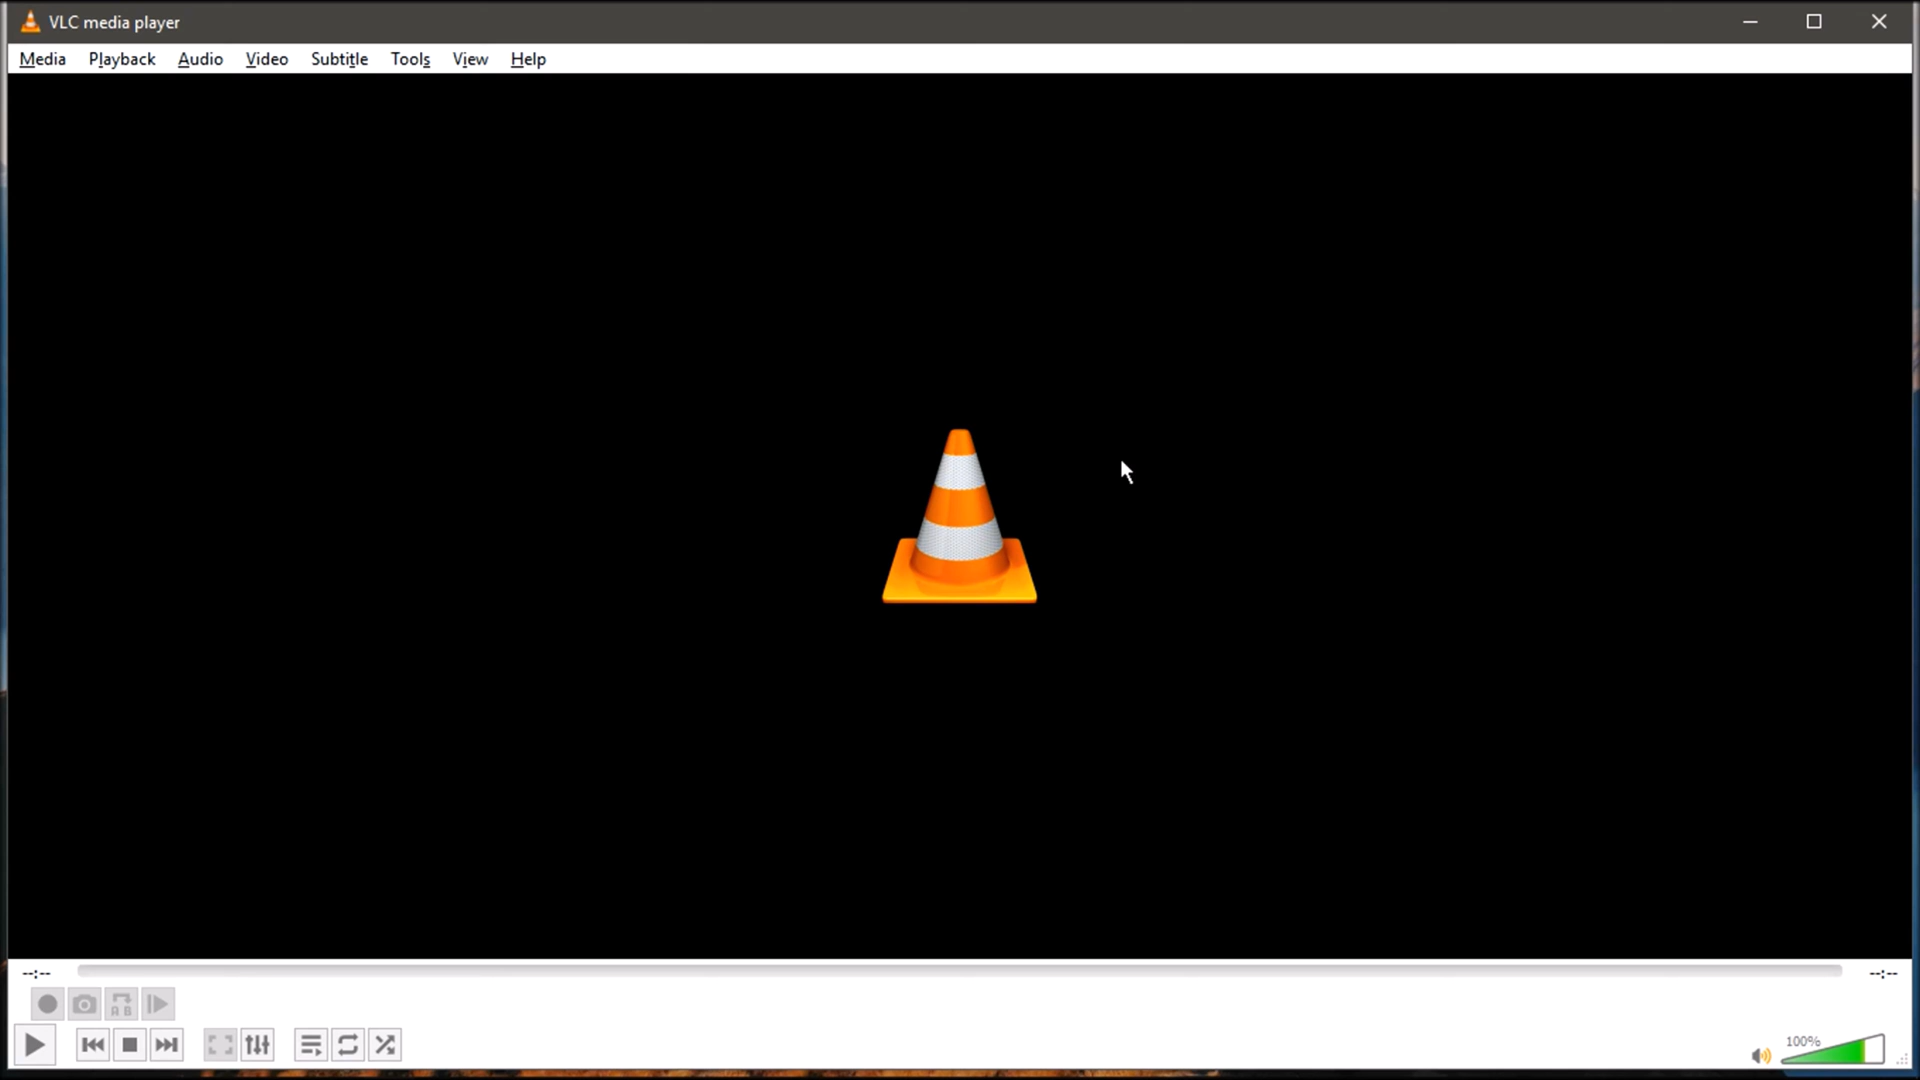 VLC media player
Media Playback Audio Video Subtitle Tools View Help
--:-- --:--
A B
100%